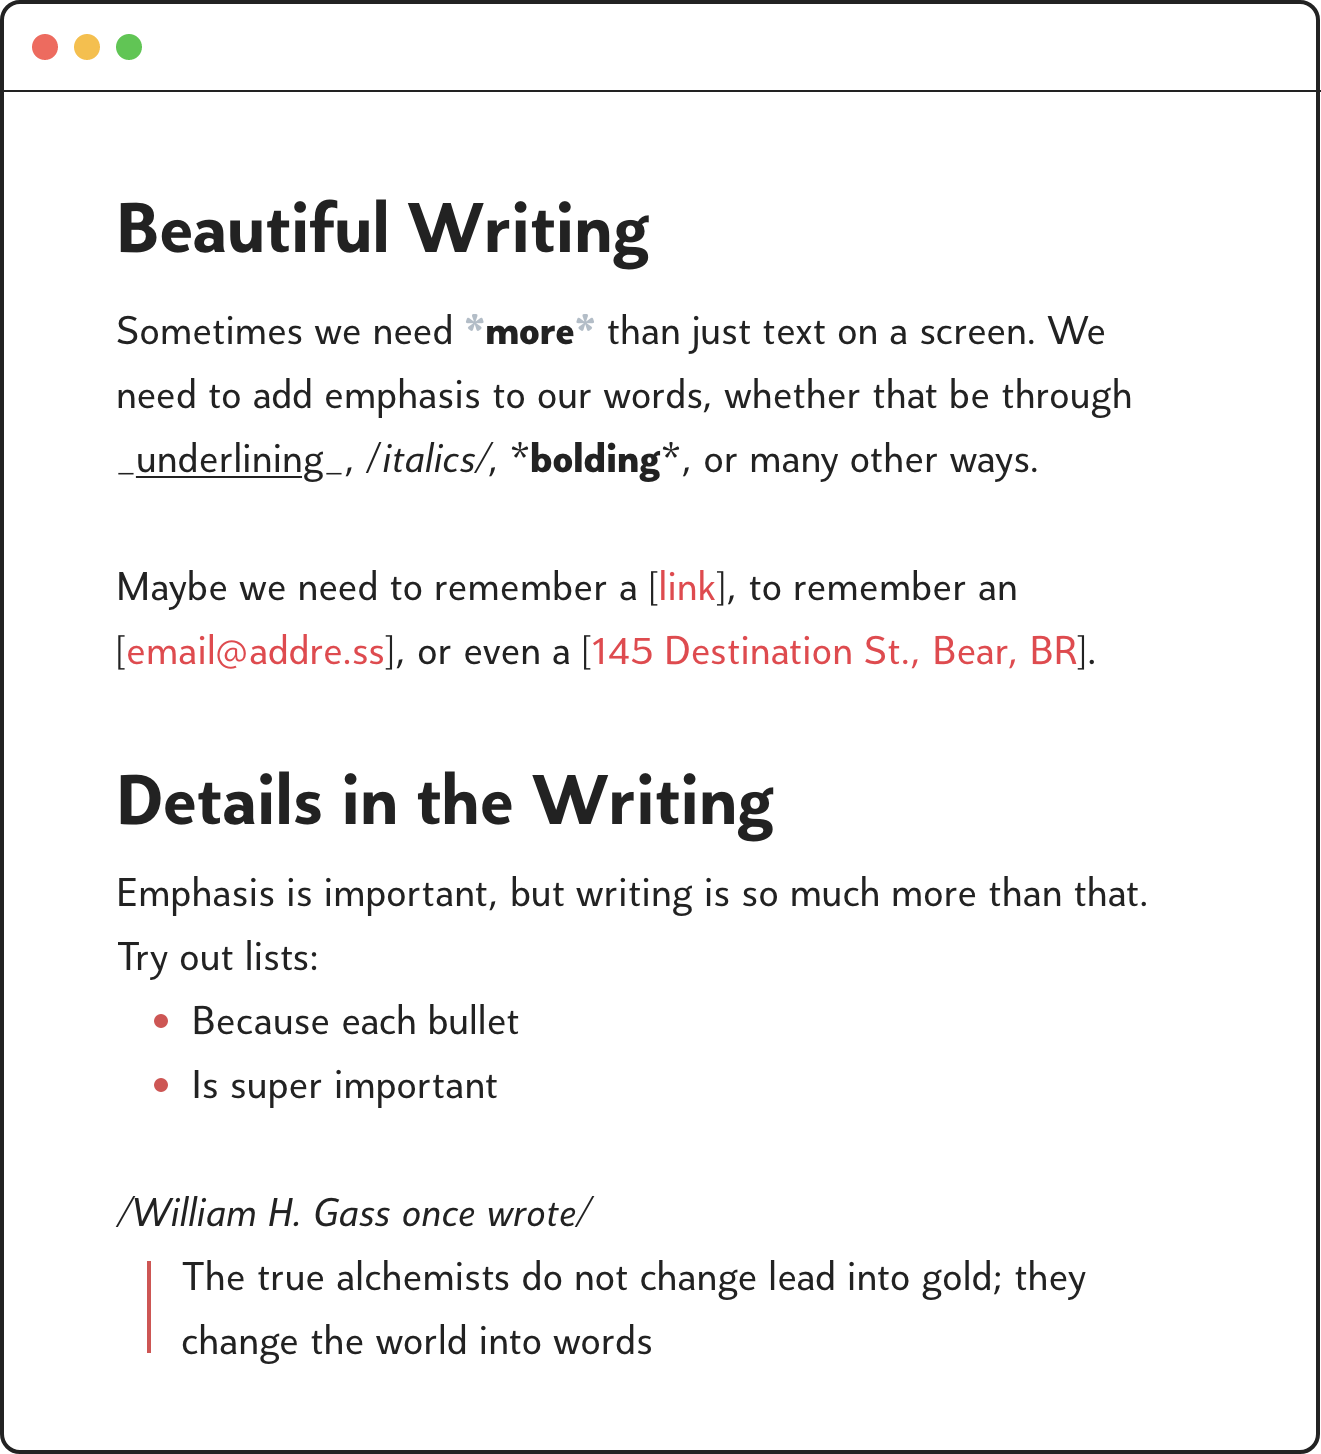 Beautiful Writing
Sometimes we need *more* than just text on a screen. We
need to add emphasis to our words, whether that be through
_underlining_, /italics/, *bolding*, or many other ways.
Maybe we need to remember a [link], to remember an
[email@addre.ss], or even a [145 Destination St., Bear, BR].
Details in the Writing
Emphasis is important, but writing is so much more than that.
Try out lists:
• Because each bullet
• Is super important
/William H. Gass once wrote/
The true alchemists do not change lead into gold; they
change the world into words